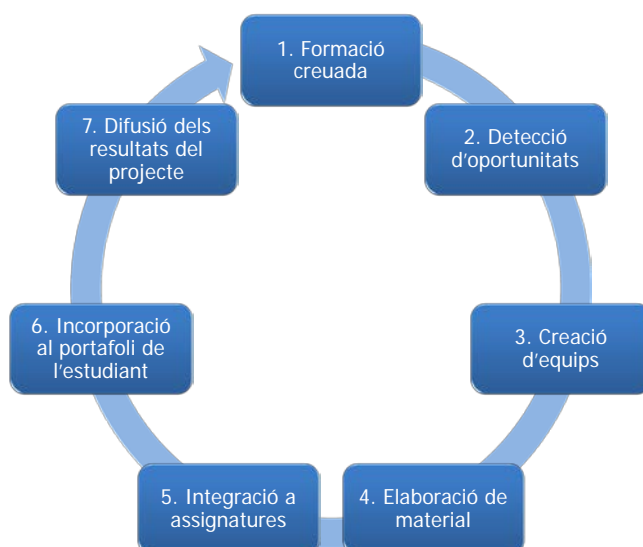 1. Formació
creuada
2. Detecció
d'oportunitats
3. Creació
d'equips
4. Elaboració de
material
5. Integració a
assignatures
6. Incorporació
al portafoli de
l'estudiant
7. Difusió dels
resultats del
projecte